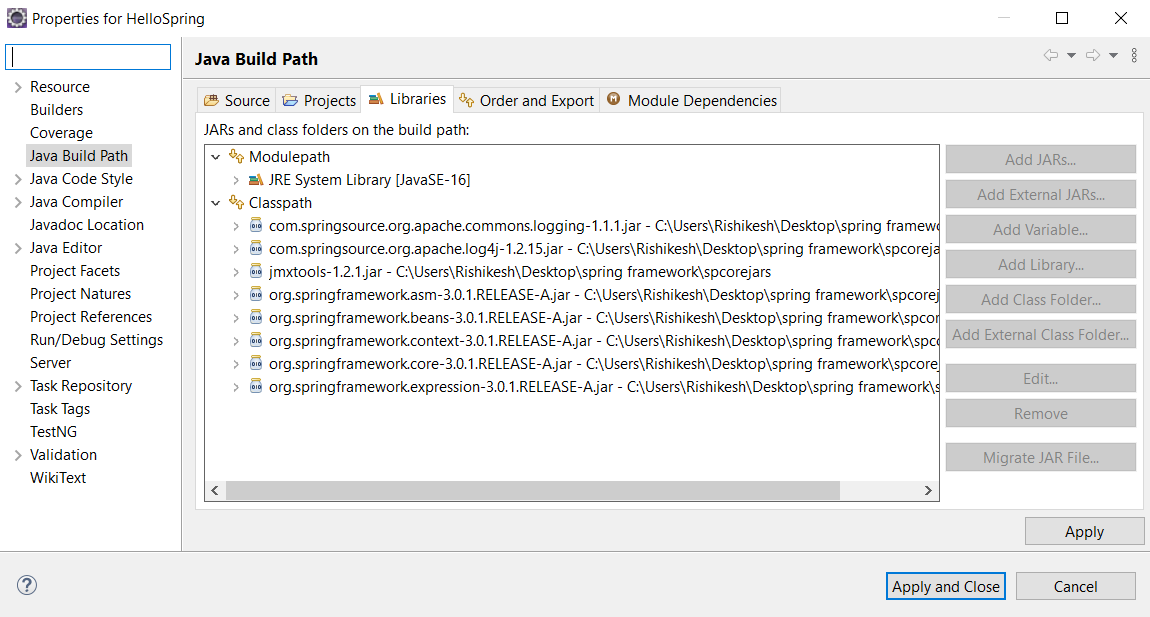 Properties for HelloSpring
Resource
Builders
Coverage
Java Build Path
Java Code Style
Java Compiler
Javadoc Location
Java Editor
Project Facets
Project Natures
Project References
Run/Debug Settings
Server
Task Repository
Task Tags
TestNG
Validation
WikiText
Java Build Path
Source Projects Libraries Order and Export Module Dependencies
JARs and class folders on the build path:
Modulepath
JRE System Library [JavaSE-16]
Classpath
com.springsource.org.apache.commons.logging-1.1.1.jar - C:\Users\Rishikesh\Desktop\spring framewo
com.springsource.org.apache.log4j-1.2.15.jar - C:\Users\Rishikesh\Desktop\spring framework\spcoreja
jmxtools-1.2.1.jar - C:\Users\Rishikesh\Desktop\spring framework\spcorejars
org.springframework.asm-3.0.1.RELEASE-A.jar - C:\Users\Rishikesh\Desktop\spring framework\spcorej
org.springframework.beans-3.0.1.RELEASE-A.jar - C:\Users\Rishikesh\Desktop\spring framework\spcor
org.springframework.context-3.0.1.RELEASE-A.jar - C:\Users\Rishikesh\Desktop\spring framework\spco
org.springframework.core-3.0.1.RELEASE-A.jar - C:\Users\Rishikesh\Desktop\spring framework\spcore
org.springframework.expression-3.0.1.RELEASE-A.jar - C:\Users\Rishikesh\Desktop\spring framework\s
Add JARs...
Add External JARs...
Add Variable...
Add Library...
Add Class Folder...
Add External Class Folder...
Edit...
Remove
Migrate JAR File...
Apply
Apply and Close Cancel